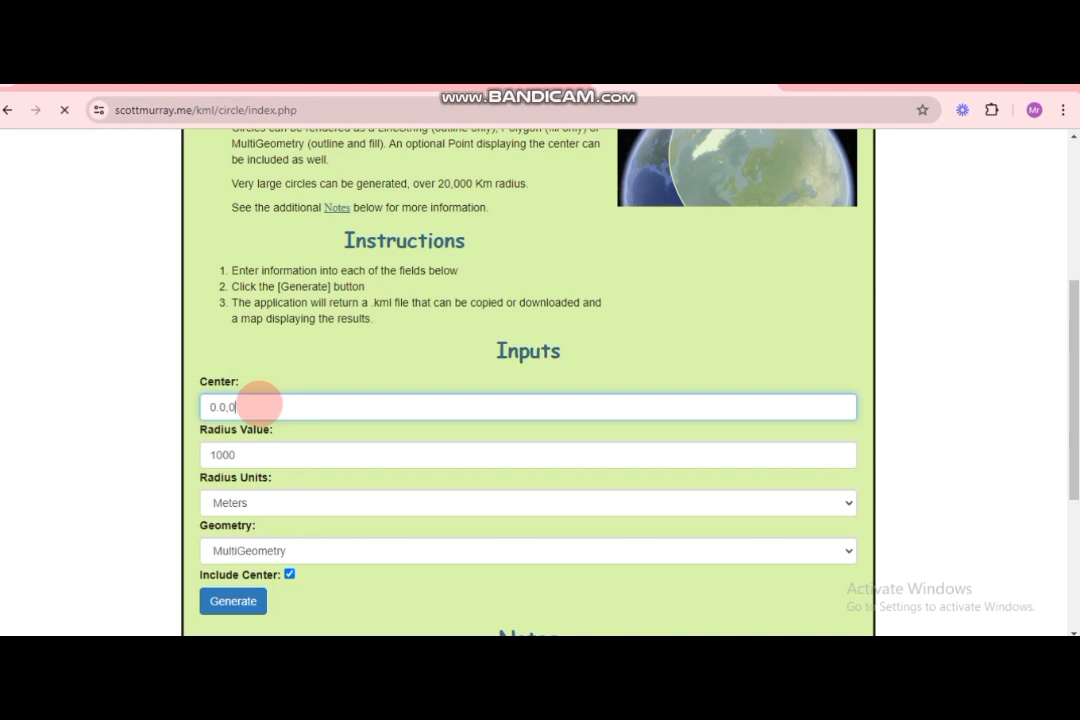 www.BANDICAM.com
scottmurray.me/kml/circle/index.php
Mr
Circles can be rendered as a LineString (outline only), Polygon (fill only) or
MultiGeometry (outline and fill). An optional Point displaying the center can
be included as well.
Very large circles can be generated, over 20,000 Km radius.
See the additional Notes below for more information.
Instructions
1. Enter information into each of the fields below
2. Click the [Generate] button
3. The application will return a .kml file that can be copied or downloaded and
a map displaying the results.
Inputs
Center:
0.0,0
Radius Value:
1000
Radius Units:
Meters
Geometry:
MultiGeometry
Include Center:
Generate
Activate Windows
Go to Settings to activate Windows.
Notes